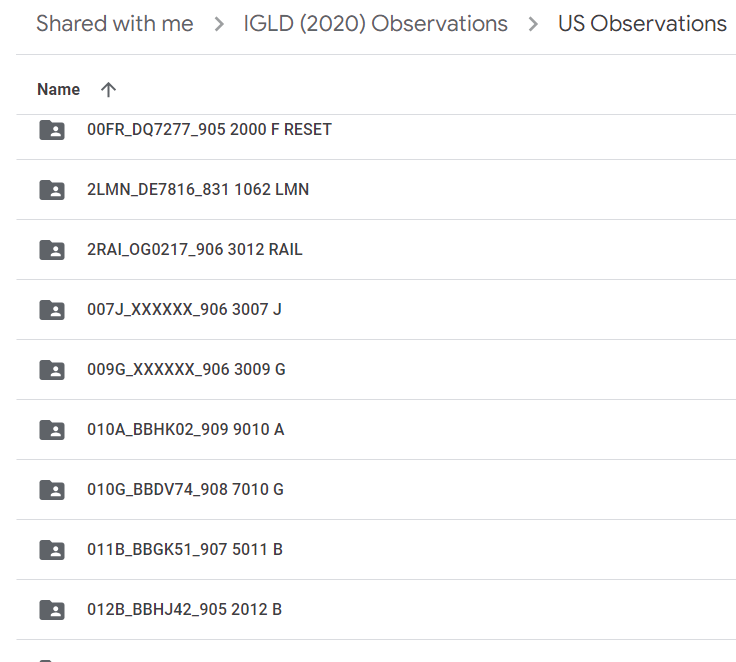 Shared with me > IGLD (2020) Observations > US Observations
Name
00FR_DQ7277_905 2000 F RESET
2LMN_DE7816_831 1062 LMN
2RAI_OG0217_906 3012 RAIL
007J_XXXXXX_906 3007 J
009G_XXXXXX_906 3009 G
010A_BBHK02_909 9010 A
010G_BBDV74_908 7010 G
011B_BBGK51_907 5011 B
012B_BBHJ42_905 2012 B